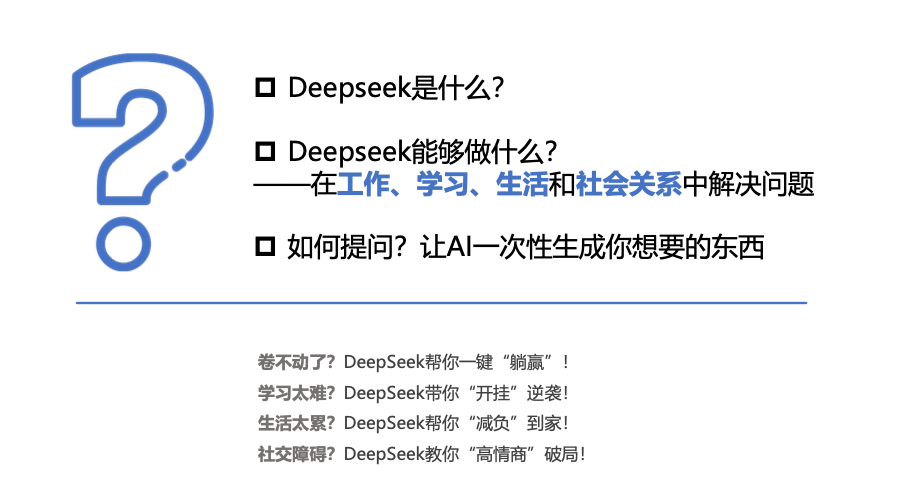 Deepseek是什么?
Deepseek能够做什么?
——在工作、学习、生活和社会关系中解决问题
如何提问？让AI一次性生成你想要的东西
卷不动了？DeepSeek帮你一键“躺赢”！
学习太难？DeepSeek带你“开挂”逆袭！
生活太累？DeepSeek帮你“减负”到家！
社交障碍？DeepSeek教你“高情商”破局！